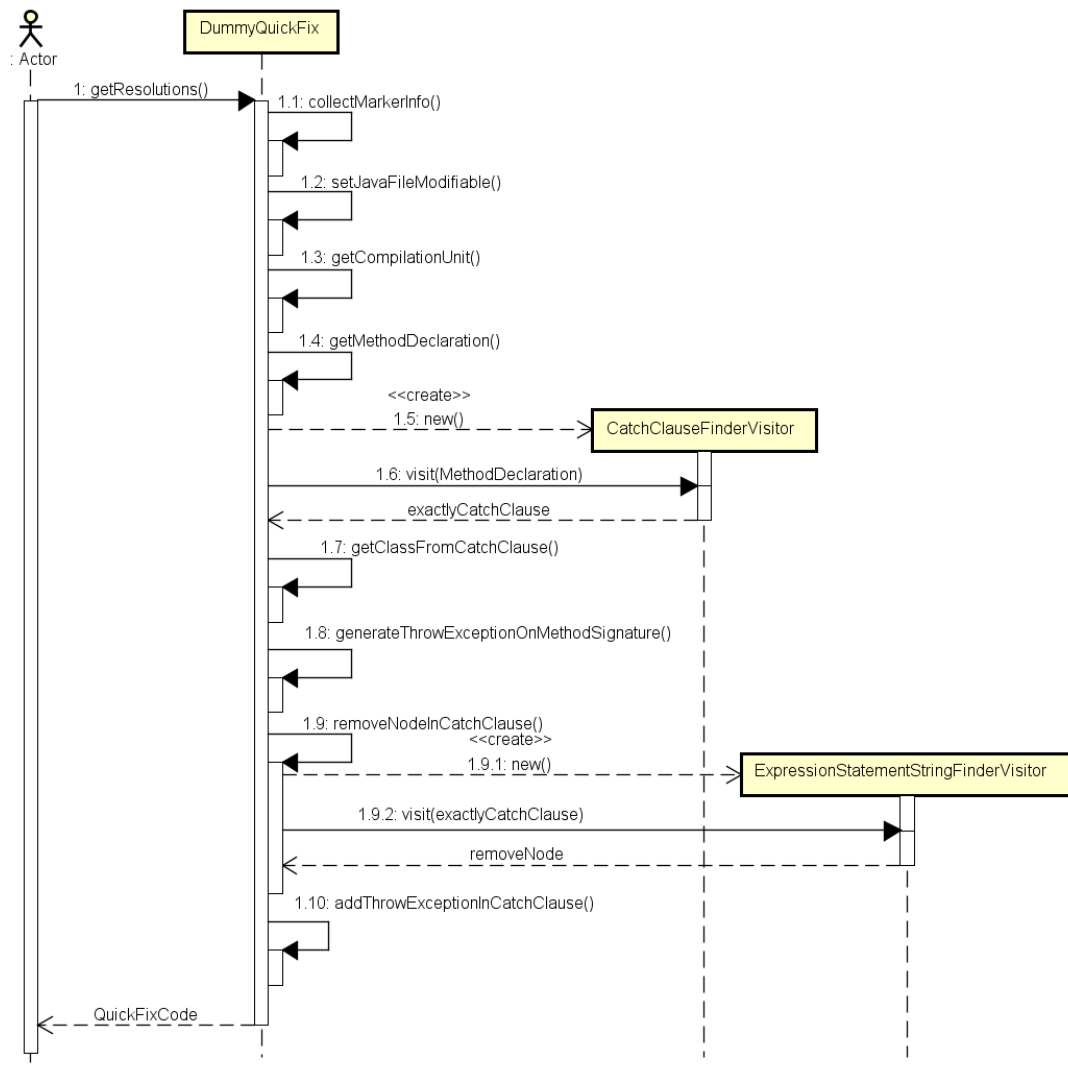 DummyQuickFix
: Actor
1: getResolutions()
1.1: collectMarkerInfo()
1.2: setJavaFileModifiable()
1.3: getCompilationUnit()
1.4: getMethodDeclaration()
<<create>>
1.5: new()
CatchClauseFinderVisitor
1.6: visit(MethodDeclaration)
exactlyCatchClause
1.7: getClassFromCatchClause()
1.8: generateThrowExceptionOnMethodSignature()
1.9: removeNodeInCatchClause()
<<create>>
1.9.1: new()
ExpressionStatementStringFinderVisitor
1.9.2: visit(exactlyCatchClause)
removeNode
1.10: addThrowExceptionInCatchClause()
QuickFixCode